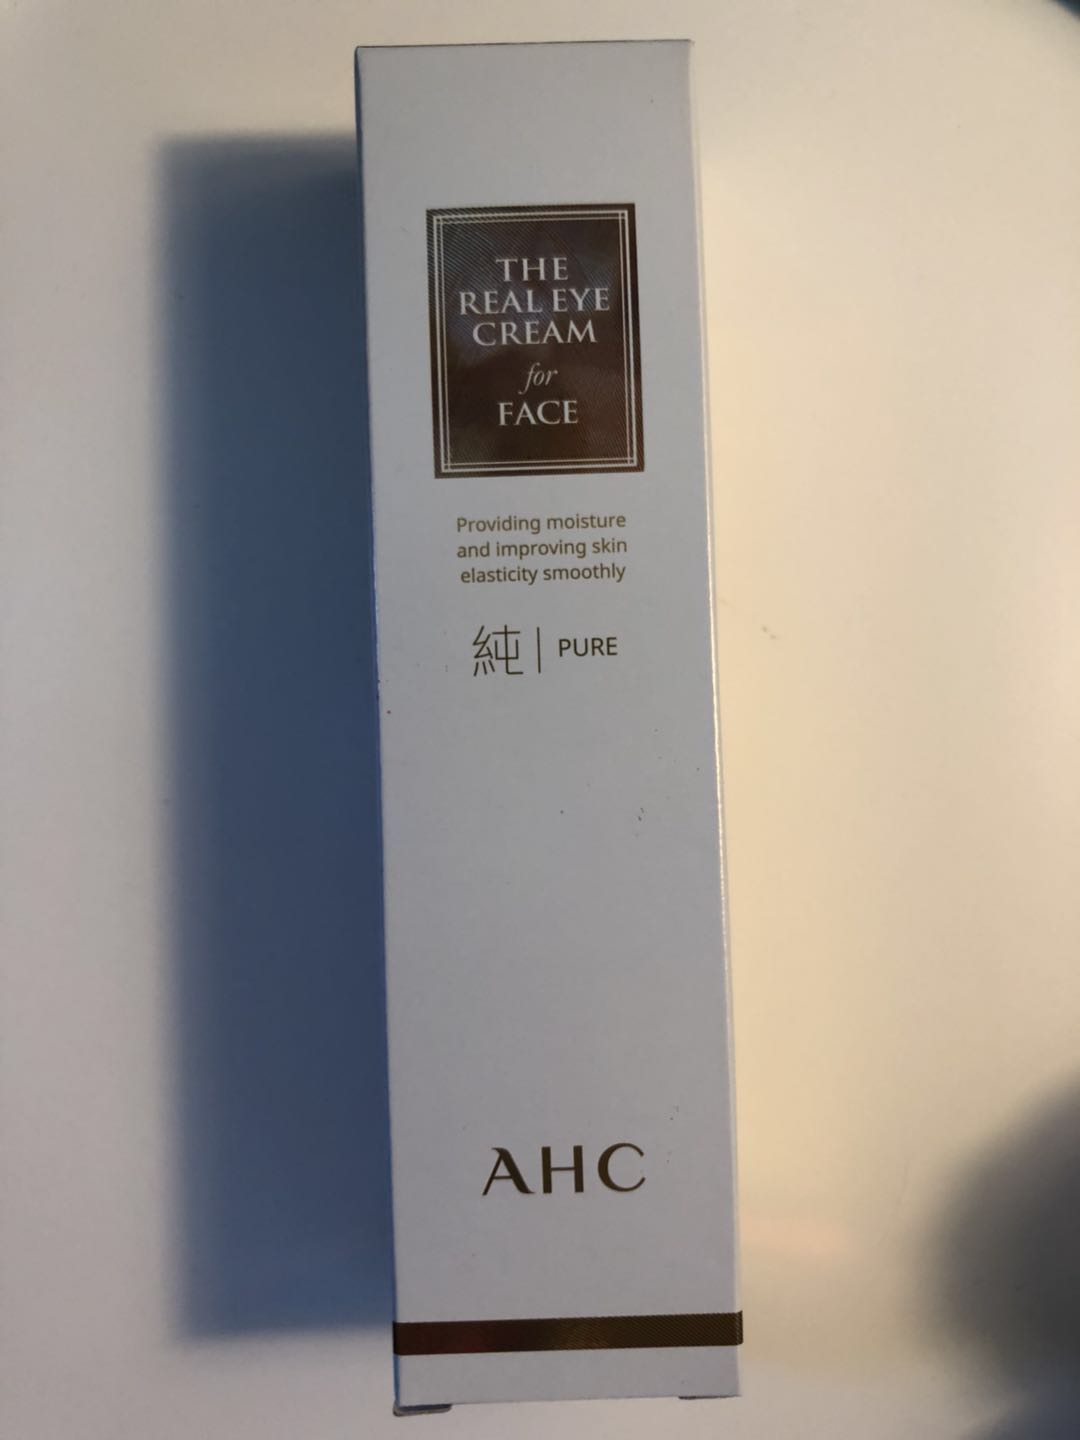 THE
REAL EYE
CREAM
for
FACE
Providing moisture
and improving skin
elasticity smoothly
純 | PURE
AHC